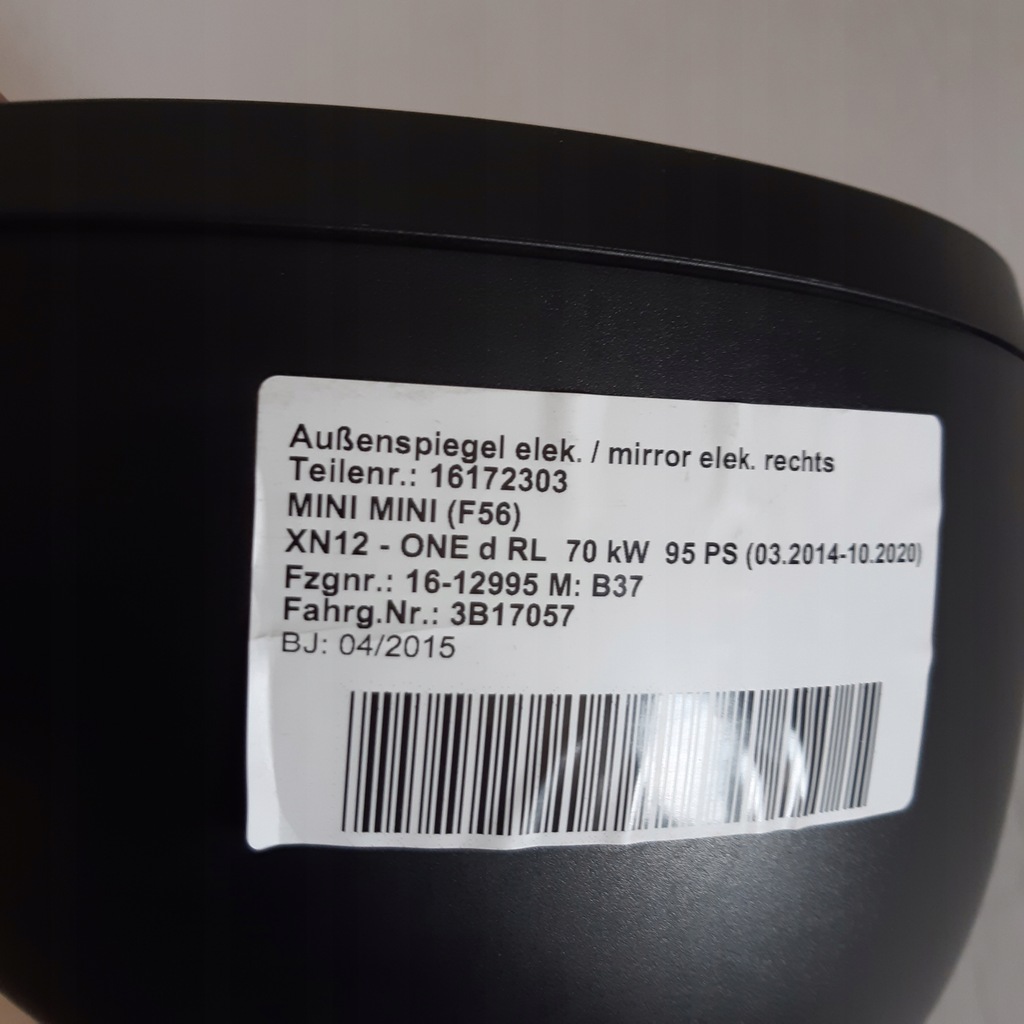 Außenspiegel elek. / mirror elek. rechts
Teilenr.: 16172303
MINI MINI (F56)
XN12 - ONE d RL 70 kW 95 PS (03.2014-10.2020)
Fzgnr.: 16-12995 M: B37
Fahrg.Nr.: 3B17057
BJ: 04/2015